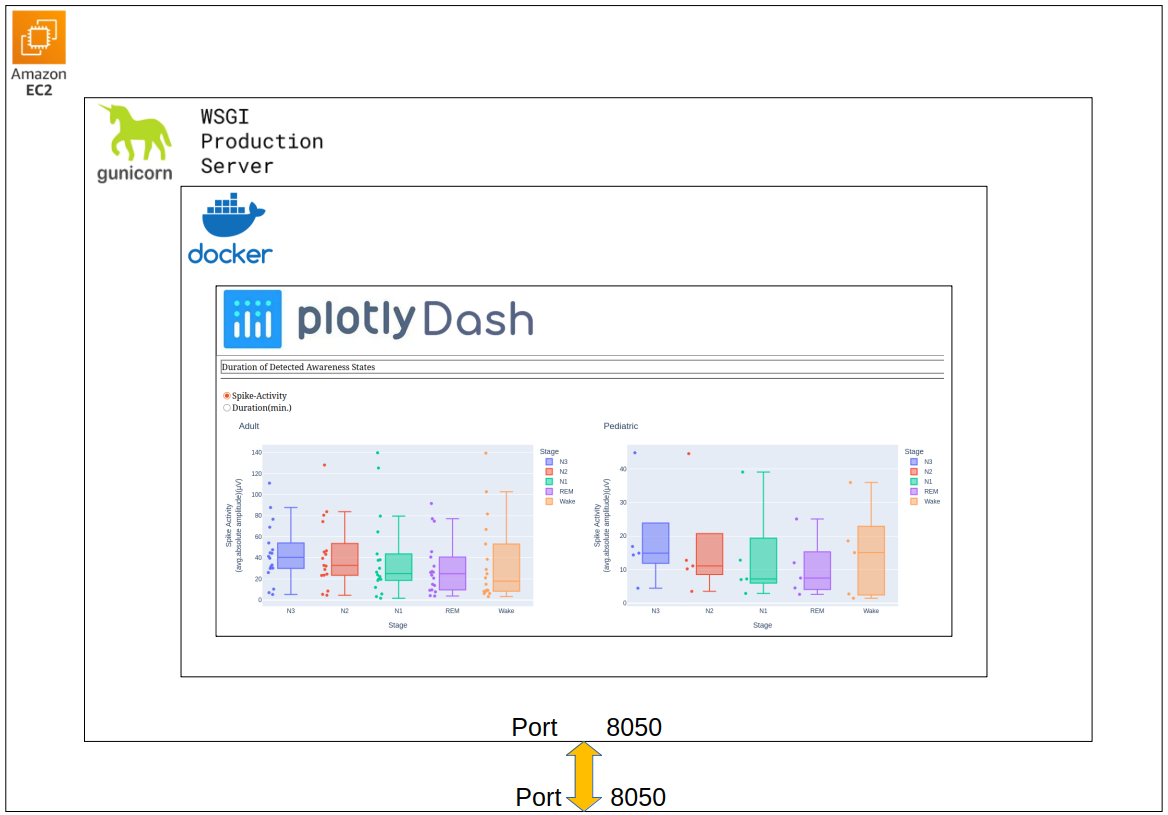 Amazon
EC2
gunicorn
WSGI
Production
Server
docker
plotly Dash
Duration of Detected Awareness States
Spike-Activity
Duration(min.)
Adult
Spike Activity
(avg.absolute amplitude)(μV)
140
120
100
80
60
40
20
0
N3 N2 N1 REM Wake
Stage
Stage
N3
N2
N1
REM
Wake
Pediatric
Spike Activity
(avg.absolute amplitude)(μV)
40
30
20
10
0
N3 N2 N1 REM Wake
Stage
Stage
N3
N2
N1
REM
Wake
Port 8050
Port 8050